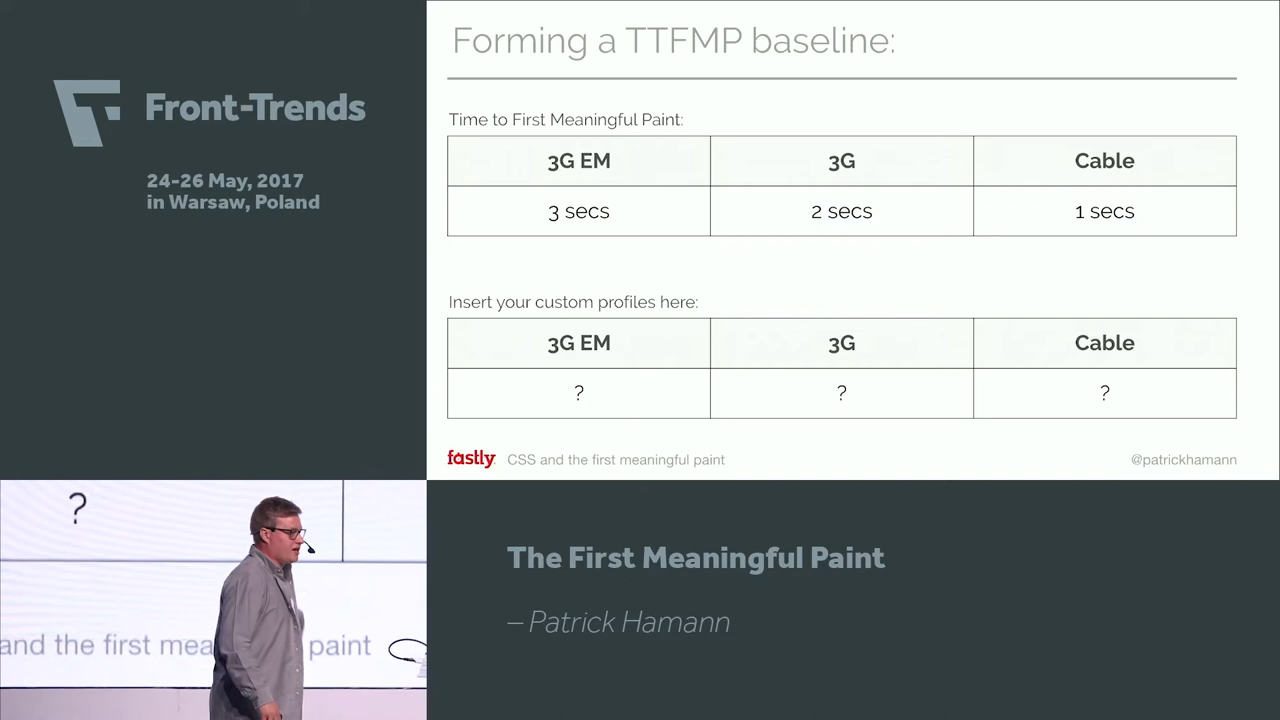 Front-Trends
24-26 May, 2017
in Warsaw, Poland
Forming a TTFMP baseline:
Time to First Meaningful Paint:
3G EM 3G Cable
3 secs 2 secs 1 secs
Insert your custom profiles here:
3G EM 3G Cable
? ? ?
fastly CSS and the first meaningful paint @patrickhamann
?
and the first mea paint
The First Meaningful Paint
– Patrick Hamann